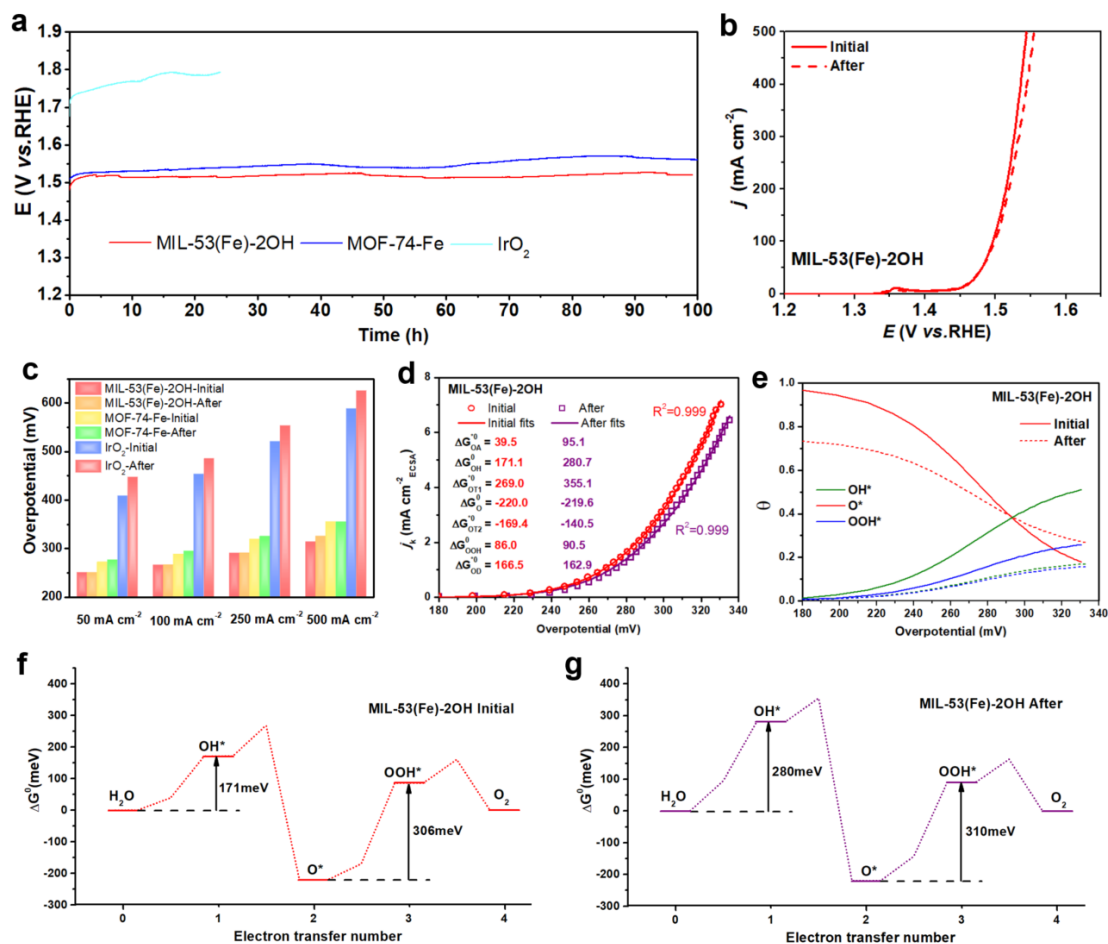 a
E (V vs.RHE)
1.9
1.8
1.7
1.6
1.5
1.4
1.3
1.2
MIL-53(Fe)-2OH MOF-74-Fe IrO₂
0 10 20 30 40 50 60 70 80 90 100
Time (h)
b
j (mA cm⁻²)
500
400
300
200
100
0
Initial
After
MIL-53(Fe)-2OH
1.2 1.3 1.4 1.5 1.6
E (V vs.RHE)
c
Overpotential (mV)
600
500
400
300
200
MIL-53(Fe)-2OH-Initial
MIL-53(Fe)-2OH-After
MOF-74-Fe-Initial
MOF-74-Fe-After
IrO₂-Initial
IrO₂-After
50 mA cm⁻² 100 mA cm⁻² 250 mA cm⁻² 500 mA cm⁻²
d
jₖ (mA cm⁻²ECSA)
8
6
4
2
0
MIL-53(Fe)-2OH
Initial After
Initial fits After fits
R²=0.999
ΔG*⁰OA = 39.5 95.1
ΔG⁰OH = 171.1 280.7
ΔG*⁰OT1 = 269.0 355.1
ΔG⁰O = -220.0 -219.6
ΔG*⁰OT2 = -169.4 -140.5
ΔG⁰OOH = 86.0 90.5
ΔG*⁰OD = 166.5 162.9
R²=0.999
180 200 220 240 260 280 300 320 340
Overpotential (mV)
e
θ
1.0
0.8
0.6
0.4
0.2
0.0
MIL-53(Fe)-2OH
Initial
After
OH*
O*
OOH*
180 200 220 240 260 280 300 320 340
Overpotential (mV)
f
ΔG⁰(meV)
400
300
200
100
0
-100
-200
-300
MIL-53(Fe)-2OH Initial
H₂O
OH*
171meV
O*
OOH*
306meV
O₂
0 1 2 3 4
Electron transfer number
g
ΔG⁰(meV)
400
300
200
100
0
-100
-200
-300
MIL-53(Fe)-2OH After
H₂O
OH*
280meV
O*
OOH*
310meV
O₂
0 1 2 3 4
Electron transfer number